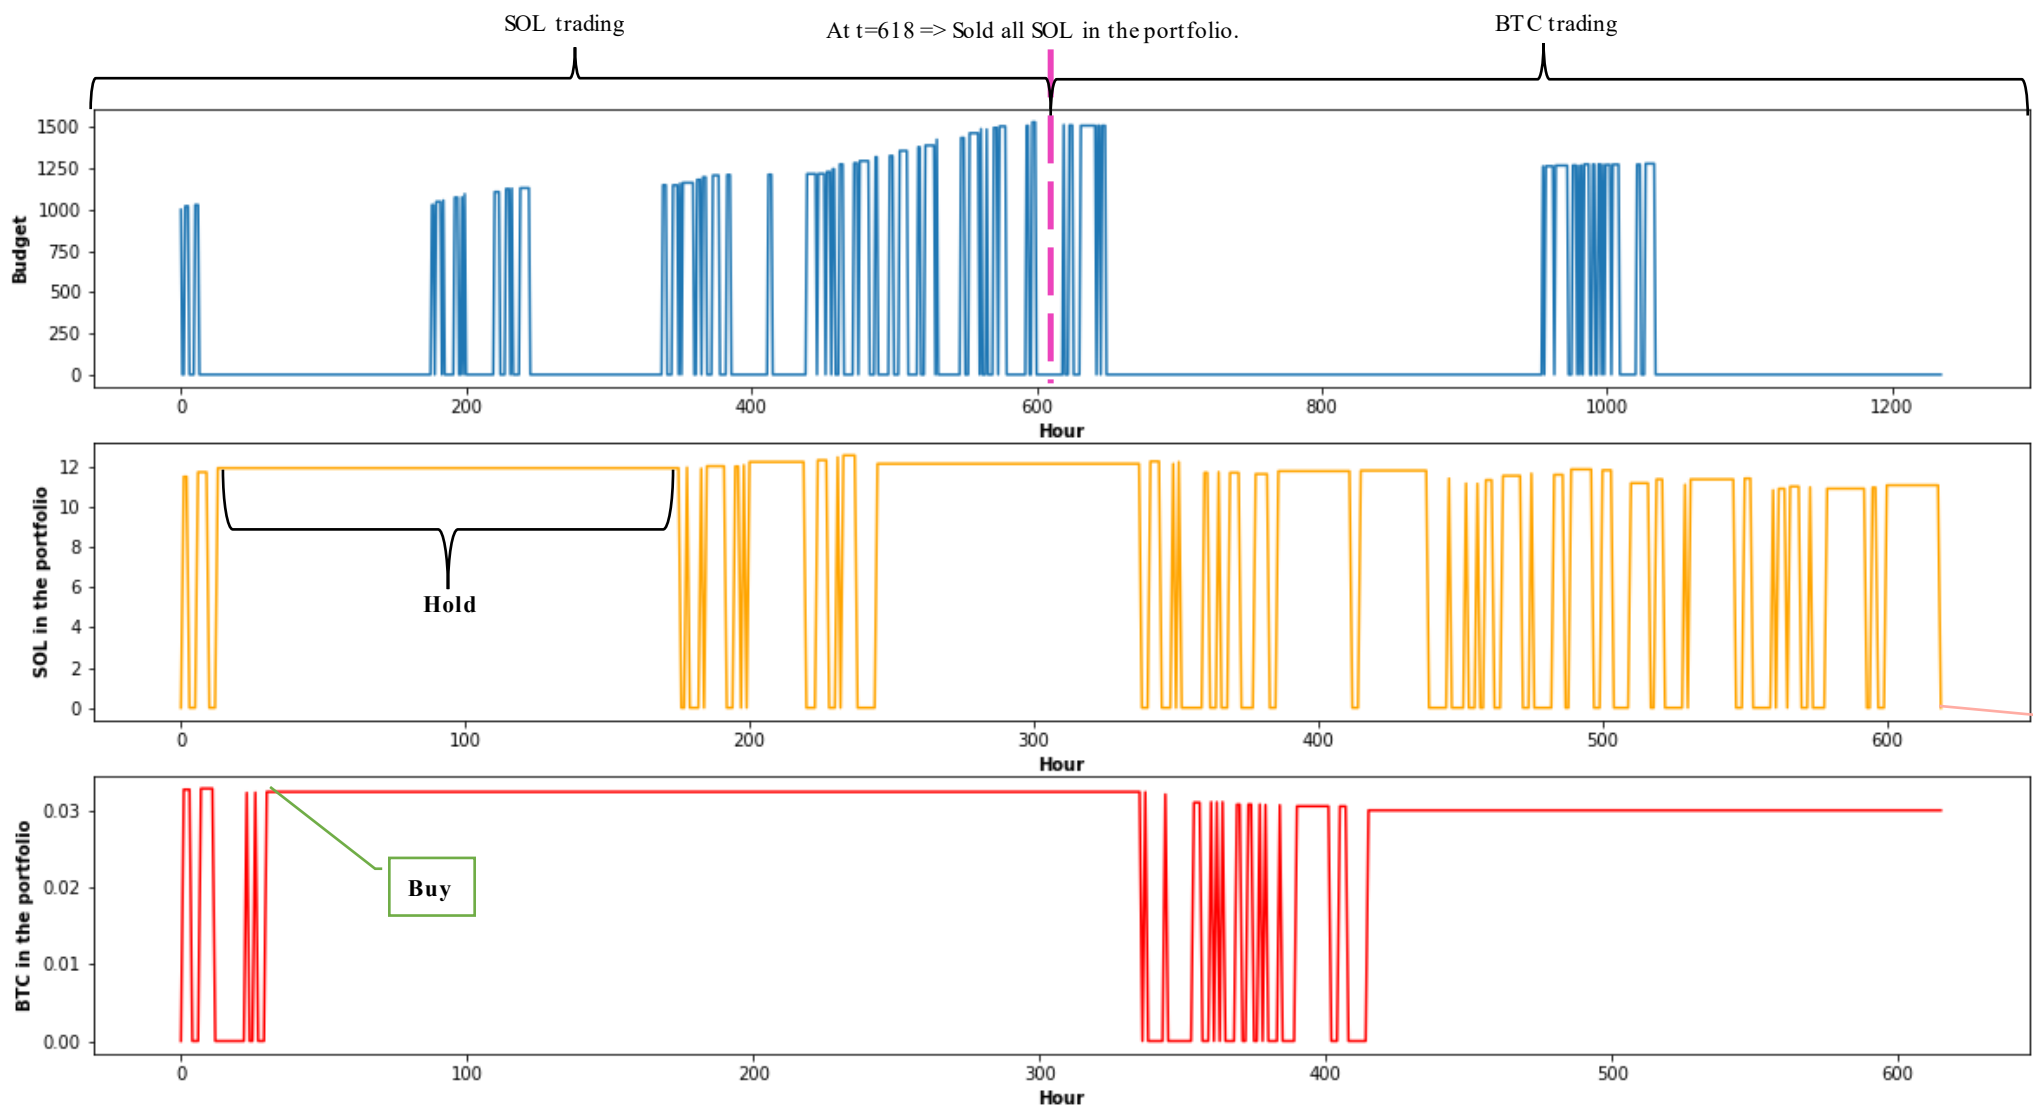 SOL trading
At t=618 => Sold all SOL in the portfolio.
BTC trading
Budget
1500
1250
1000
750
500
250
0
0 200 400 600 800 1000 1200
Hour
SOL in the portfolio
12
10
8
6
4
2
0
Hold
0 100 200 300 400 500 600
Hour
BTC in the portfolio
0.03
0.02
0.01
0.00
Buy
0 100 200 300 400 500 600
Hour